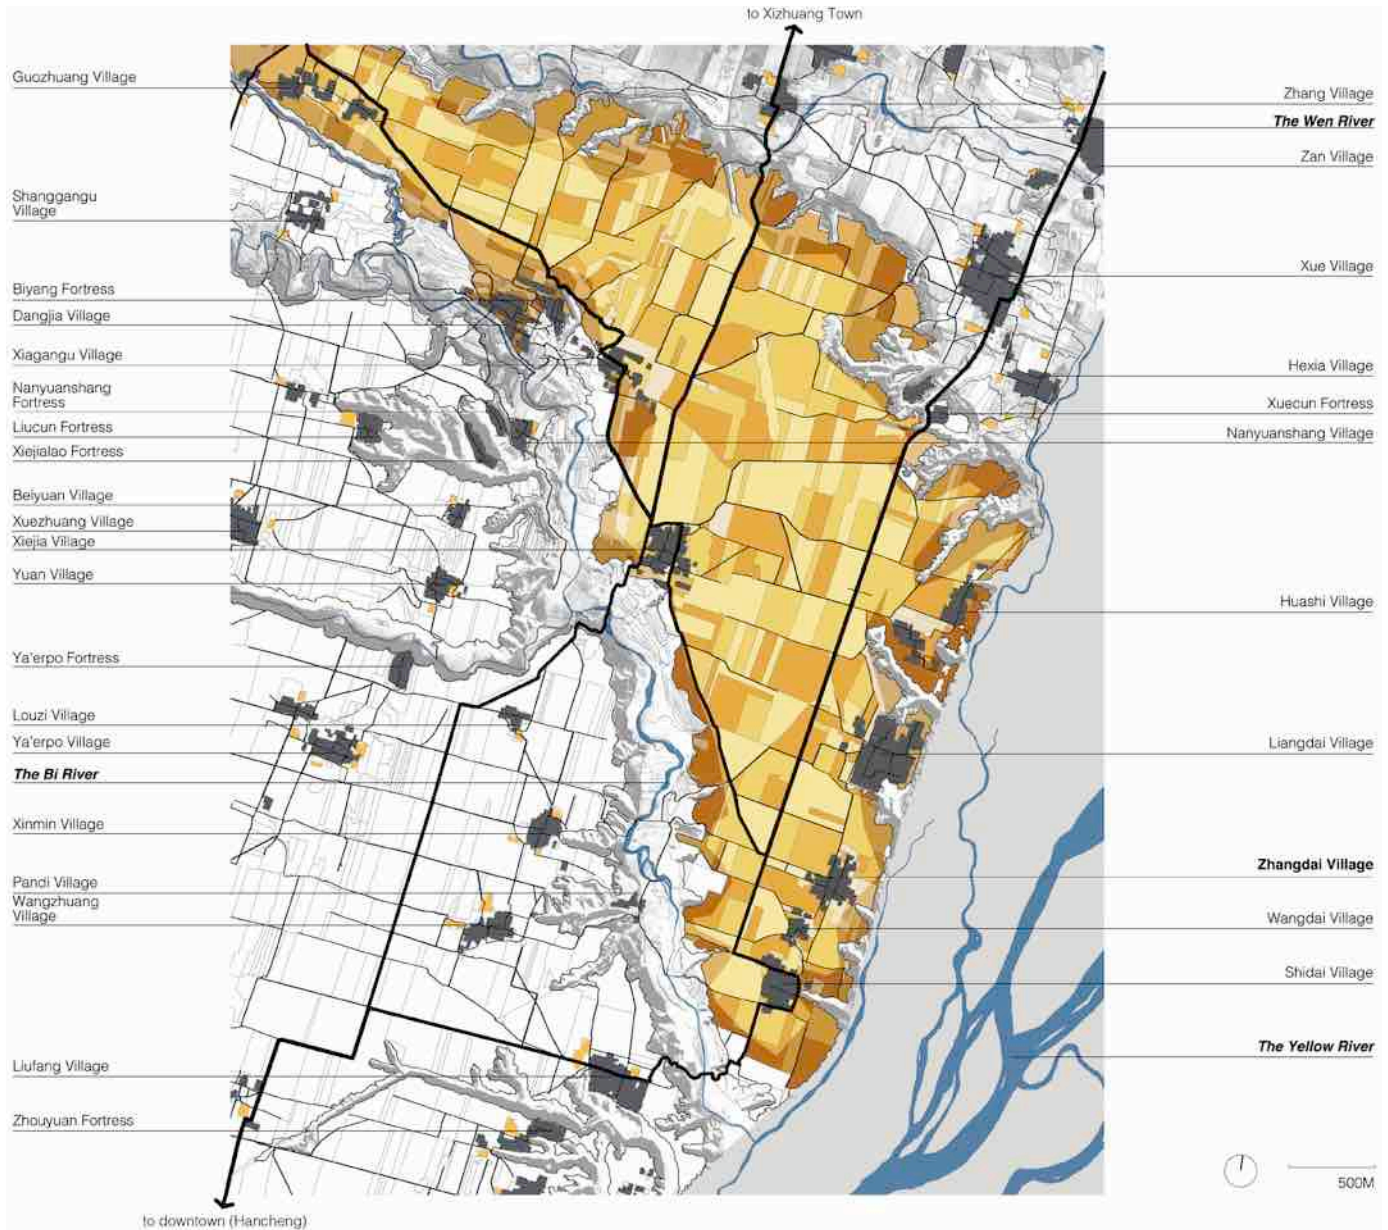 to Xizhuang Town
Guozhuang Village
Shanggangu
Village
Biyang Fortress
Dangjia Village
Xiagangu Village
Nanyuanshang
Fortress
Liucun Fortress
Xiejialao Fortress
Beiyuan Village
Xuezhuang Village
Xiejia Village
Yuan Village
Ya'erpo Fortress
Louzi Village
Ya'erpo Village
The Bi River
Xinmin Village
Pandi Village
Wangzhuang
Village
Liufang Village
Zhouyuan Fortress
to downtown (Hancheng)
Zhang Village
The Wen River
Zan Village
Xue Village
Hexia Village
Xuecun Fortress
Nanyuanshang Village
Huashi Village
Liangdai Village
Zhangdai Village
Wangdai Village
Shidai Village
The Yellow River
500M